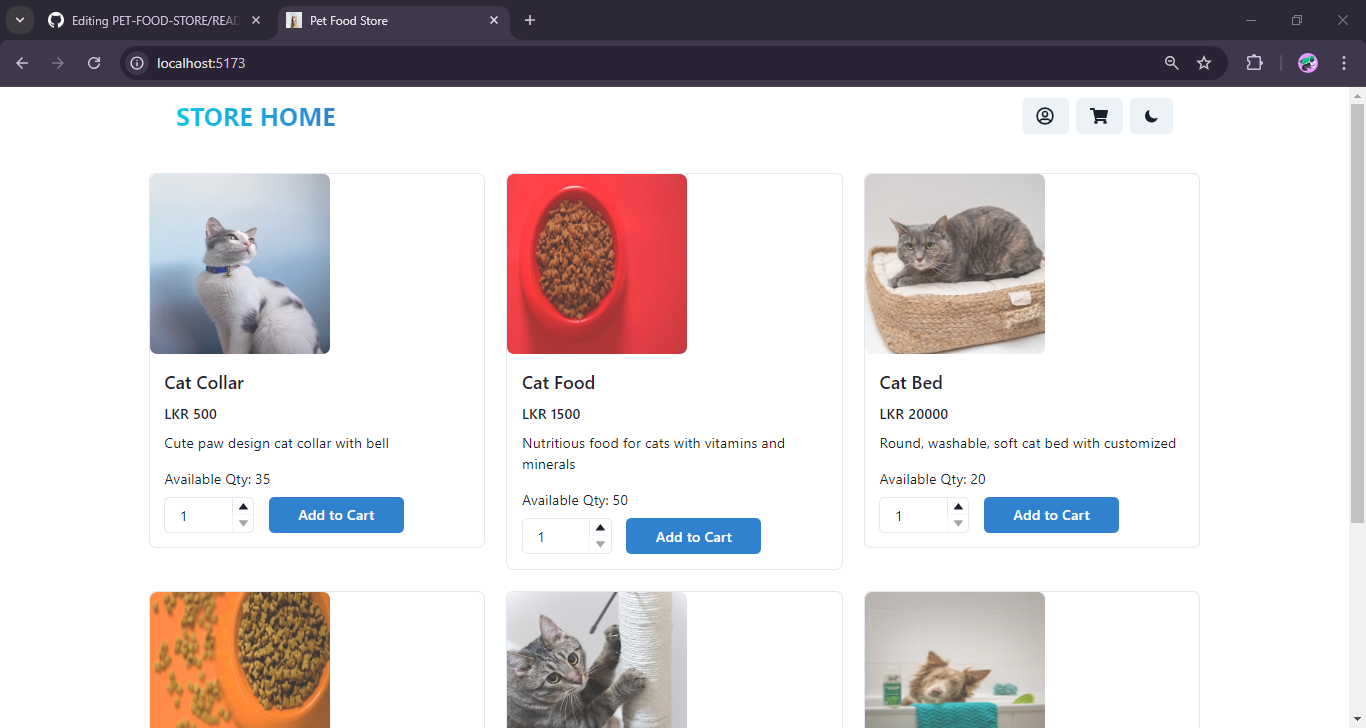 Editing PET-FOOD-STORE/READ
Pet Food Store
localhost:5173
STORE HOME
Cat Collar
LKR 500
Cute paw design cat collar with bell
Available Qty: 35
1
Add to Cart
Cat Food
LKR 1500
Nutritious food for cats with vitamins and
minerals
Available Qty: 50
1
Add to Cart
Cat Bed
LKR 20000
Round, washable, soft cat bed with customized
Available Qty: 20
1
Add to Cart